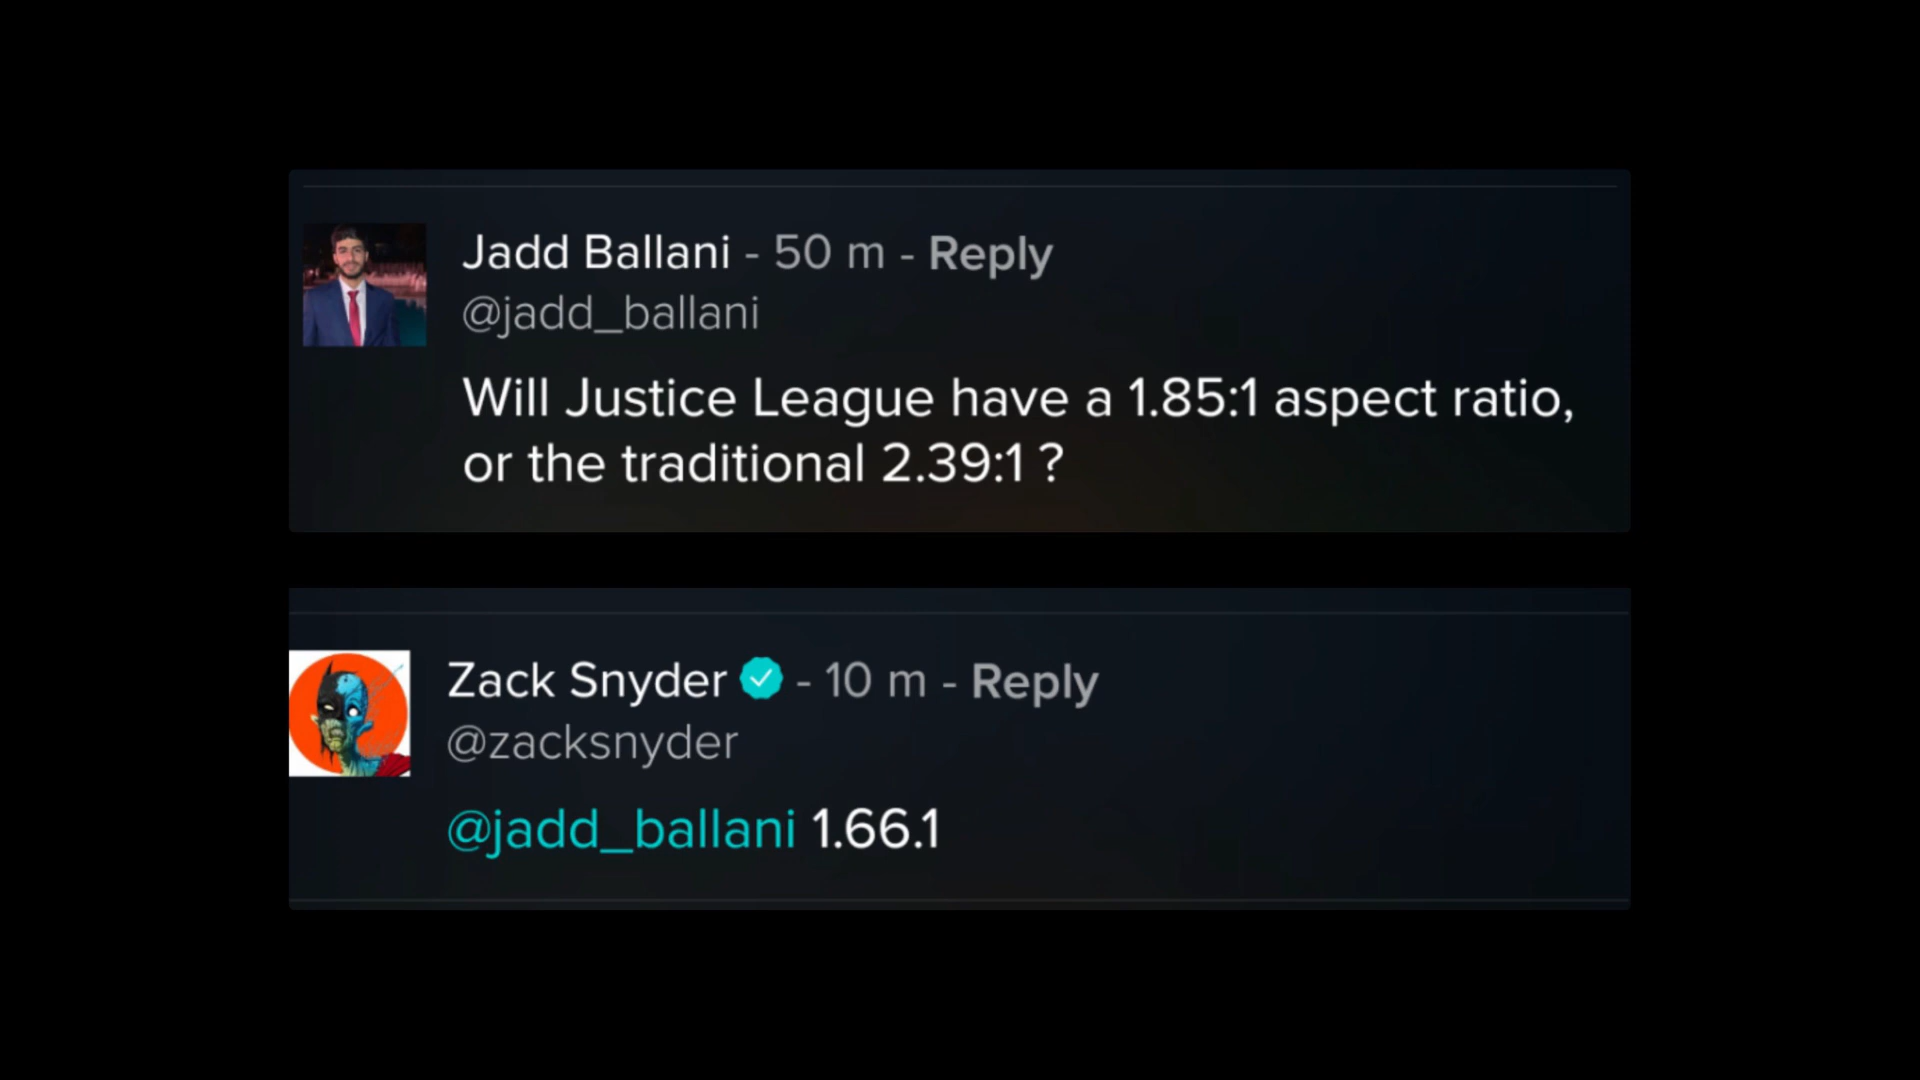 Jadd Ballani - 50 m - Reply
@jadd_ballani
Will Justice League have a 1.85:1 aspect ratio,
or the traditional 2.39:1 ?
Zack Snyder - 10 m - Reply
@zacksnyder
@jadd_ballani 1.66.1